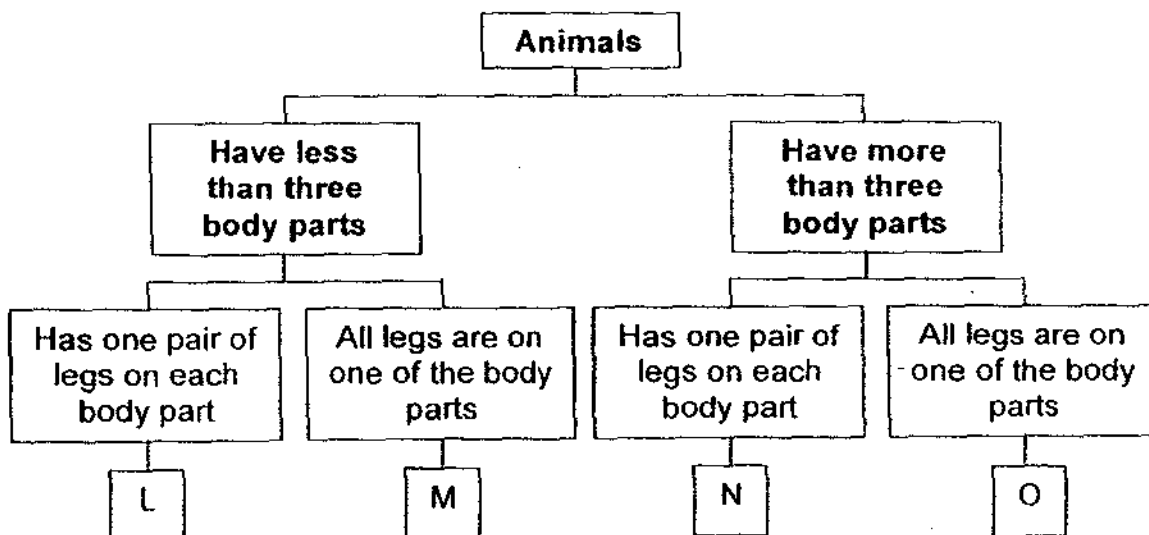 Animals
Have less
than three
body parts
Have more
than three
body parts
Has one pair of
legs on each
body part
All legs are on
one of the body
parts
Has one pair of
legs on each
body part
All legs are on
one of the body
parts
L
M
N
O